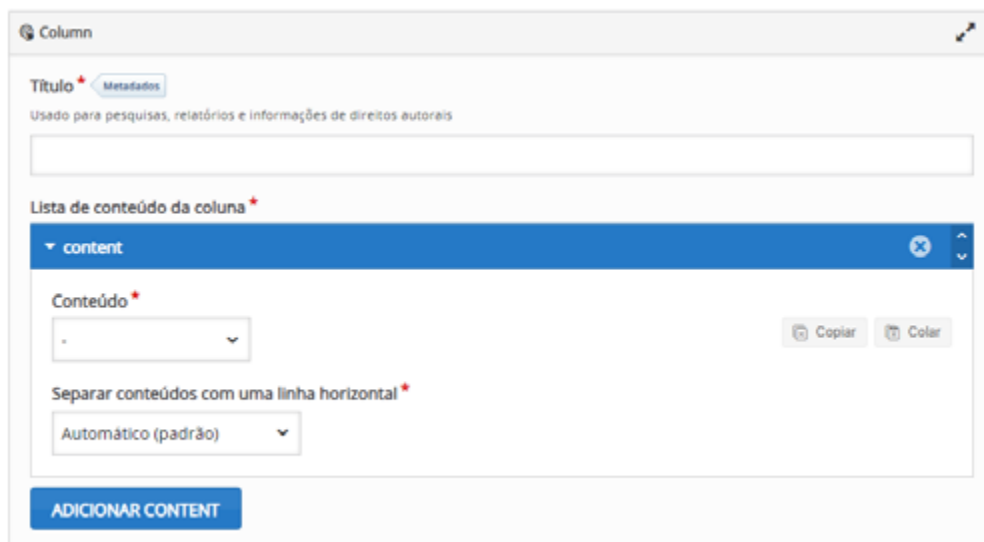 Column
Título * Metadados
Usado para pesquisas, relatórios e informações de direitos autorais
Lista de conteúdo da coluna *
content
Conteúdo *
-
Copiar Colar
Separar conteúdos com uma linha horizontal *
Automático (padrão)
ADICIONAR CONTENT